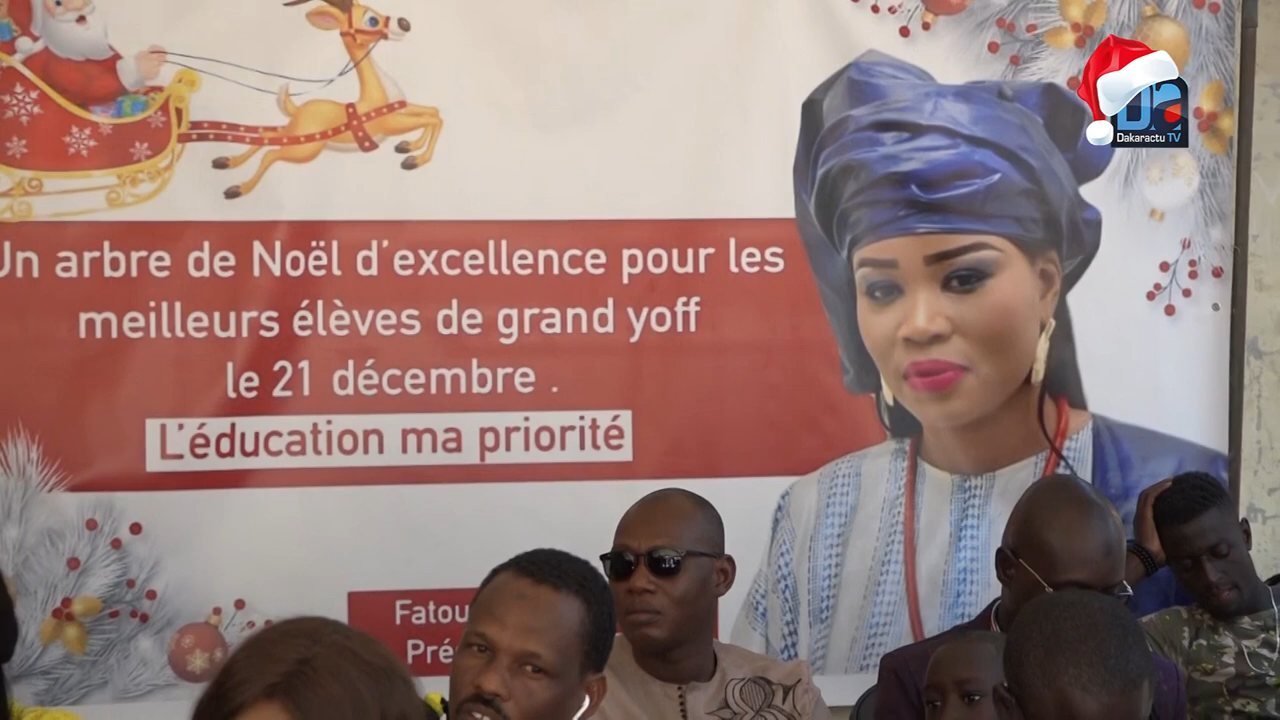 Dakaractu TV
Un arbre de Noël d'excellence pour les
meilleurs élèves de grand yoff
le 21 décembre .
L'éducation ma priorité
Fatou